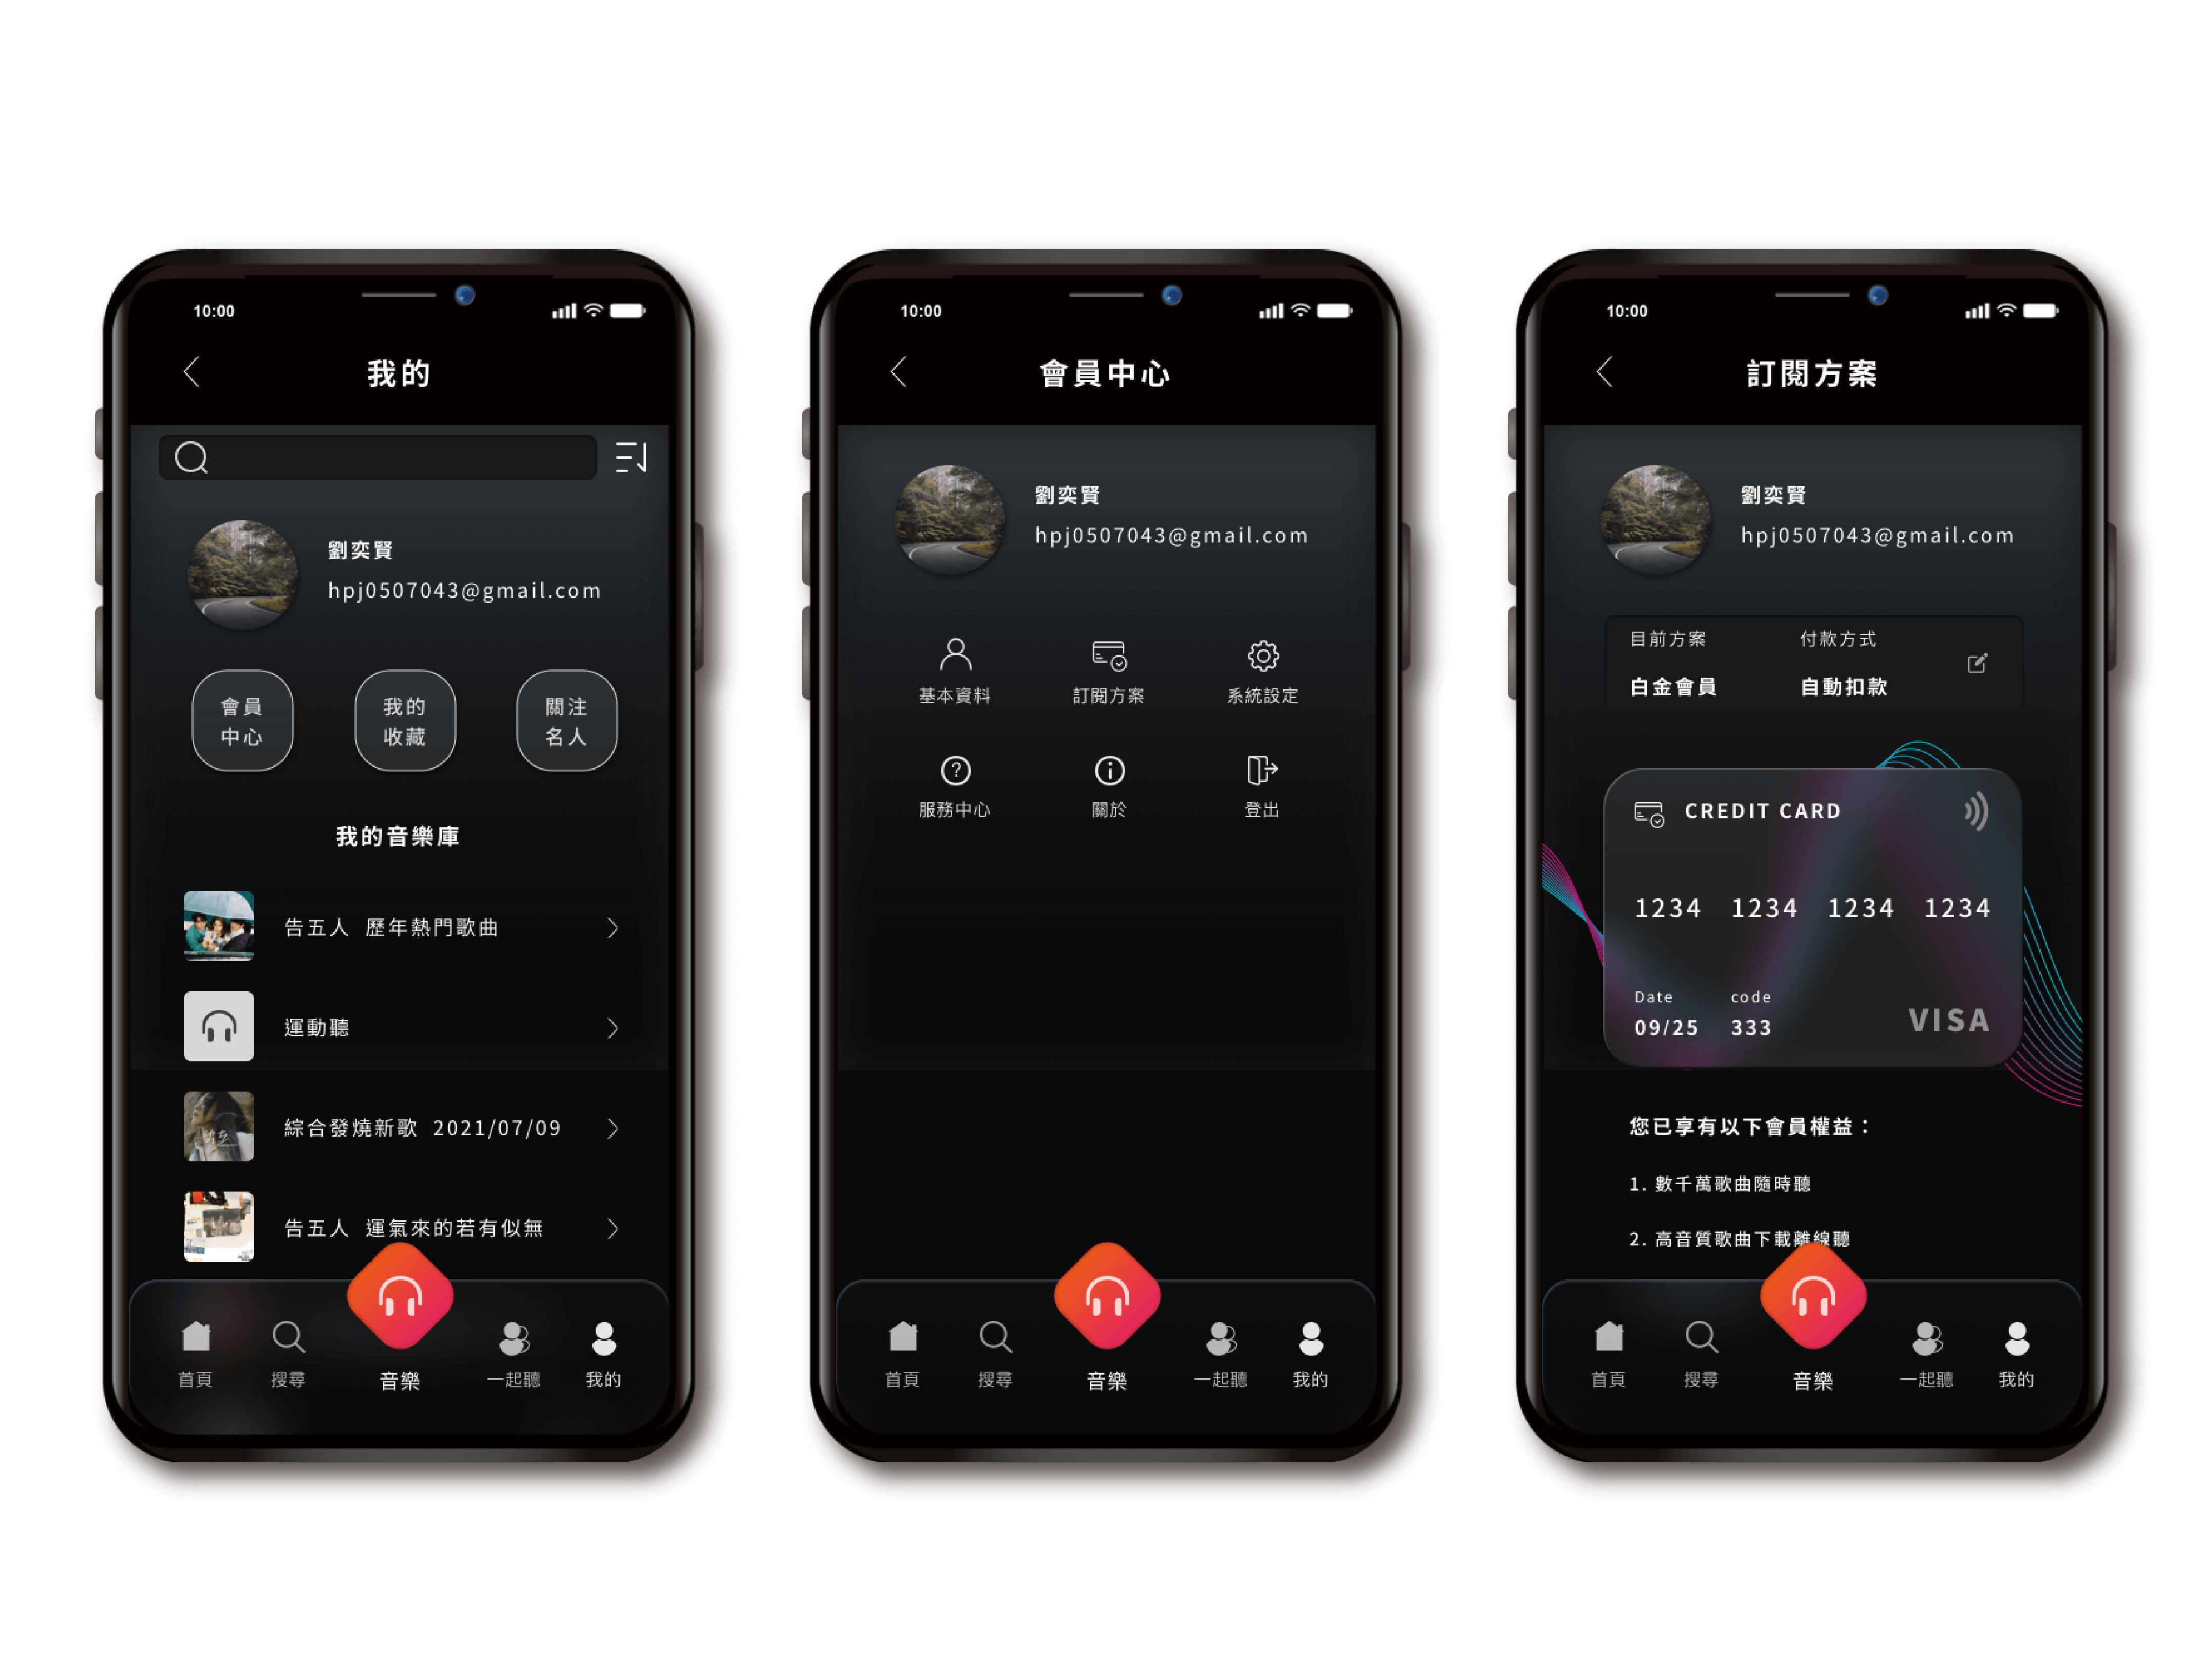 10:00
我的
劉奕賢
hpj0507043@gmail.com
會員
中心
我的
收藏
關注
名人
我的音樂庫
告五人 歷年熱門歌曲
運動聽
綜合發燒新歌 2021/07/09
告五人 運氣來的若有似無
首頁
搜尋
音樂
一起聽
我的
10:00
會員中心
劉奕賢
hpj0507043@gmail.com
基本資料
訂閱方案
系統設定
服務中心
關於
登出
首頁
搜尋
音樂
一起聽
我的
10:00
訂閱方案
劉奕賢
hpj0507043@gmail.com
目前方案
付款方式
白金會員
自動扣款
CREDIT CARD
1234 1234 1234 1234
Date
code
09/25
333
VISA
您已享有以下會員權益：
1. 數千萬歌曲隨時聽
2. 高音質歌曲下載離線聽
首頁
搜尋
音樂
一起聽
我的